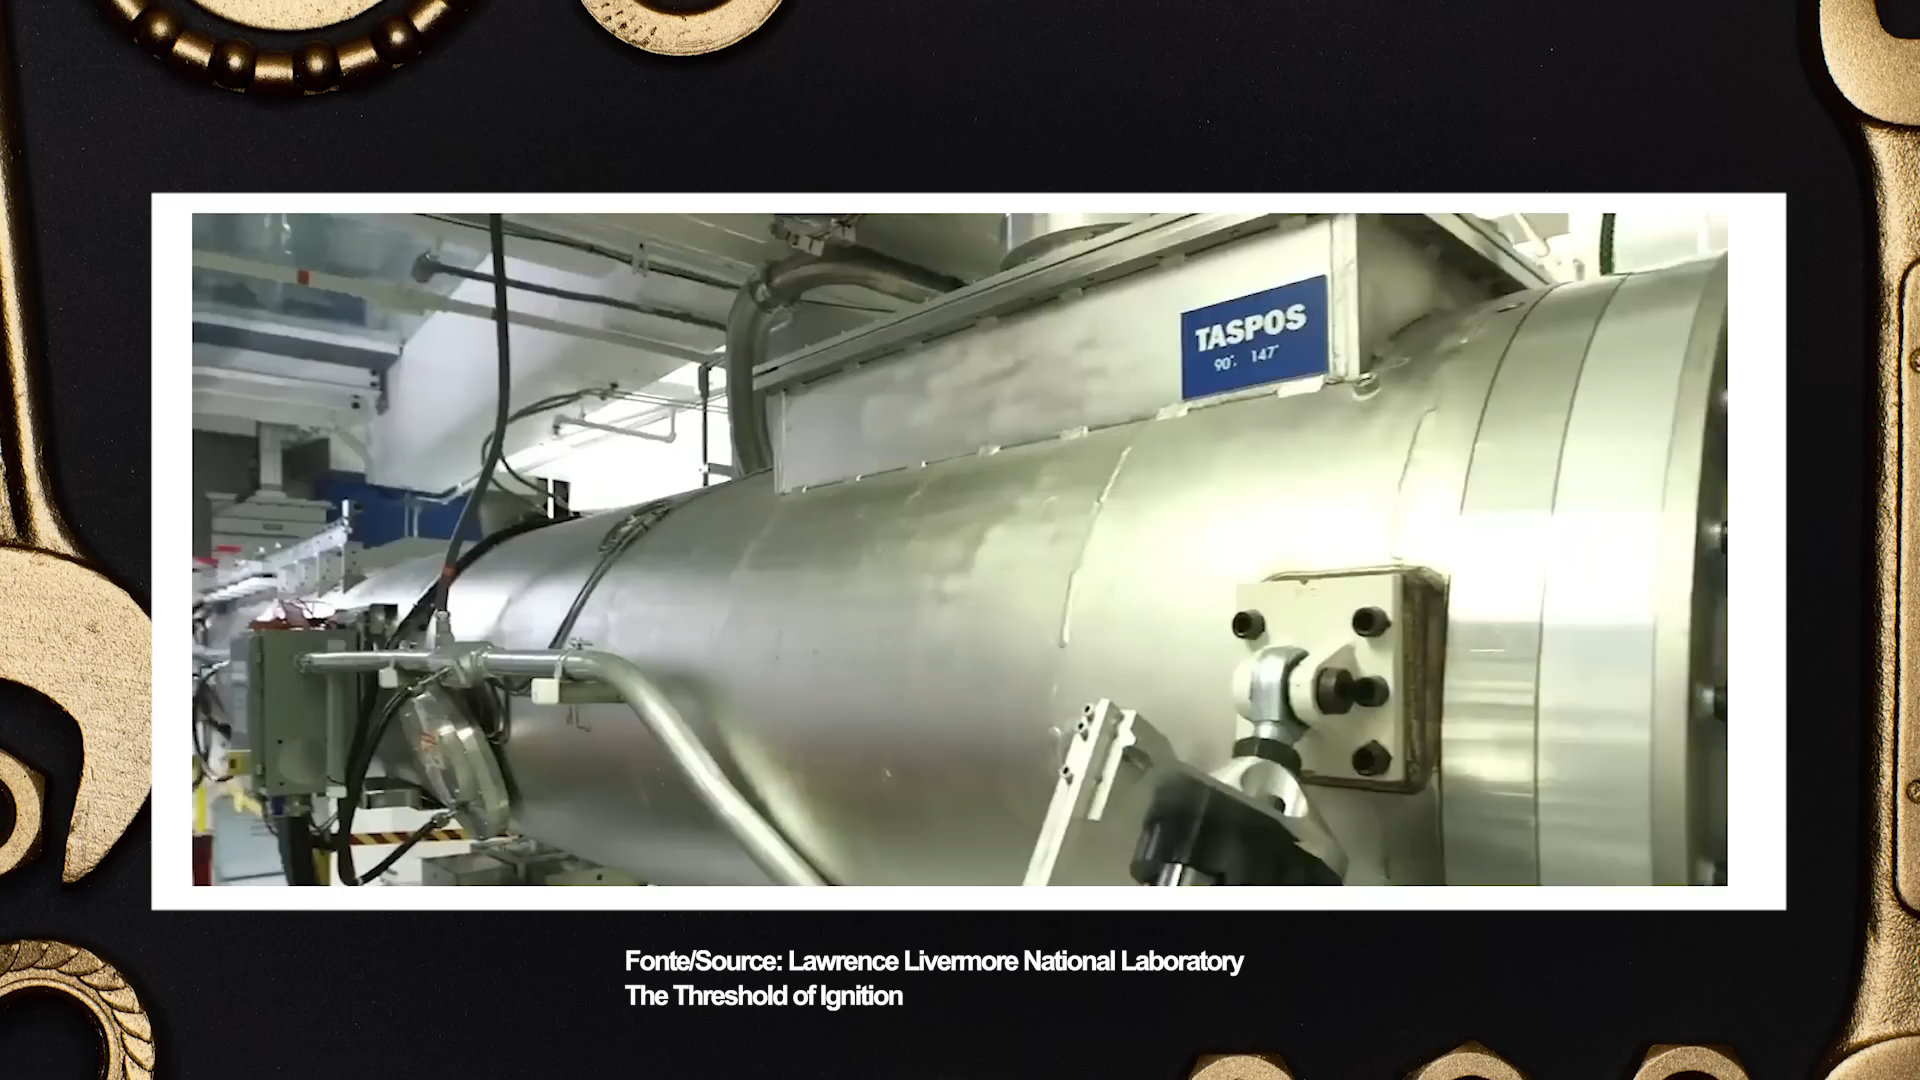 TASPOS
90°. 147°
Fonte/Source: Lawrence Livermore National Laboratory
The Threshold of Ignition